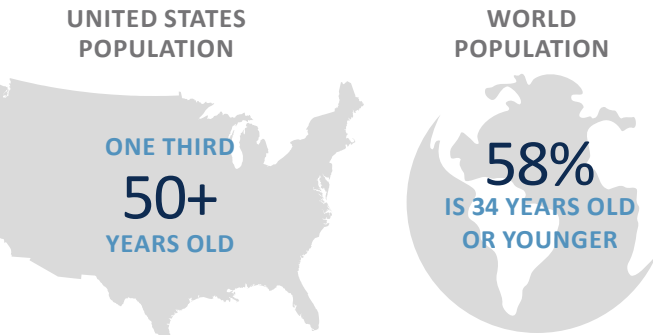 UNITED STATES
POPULATION
ONE THIRD
50+
YEARS OLD
WORLD
POPULATION
58%
IS 34 YEARS OLD
OR YOUNGER